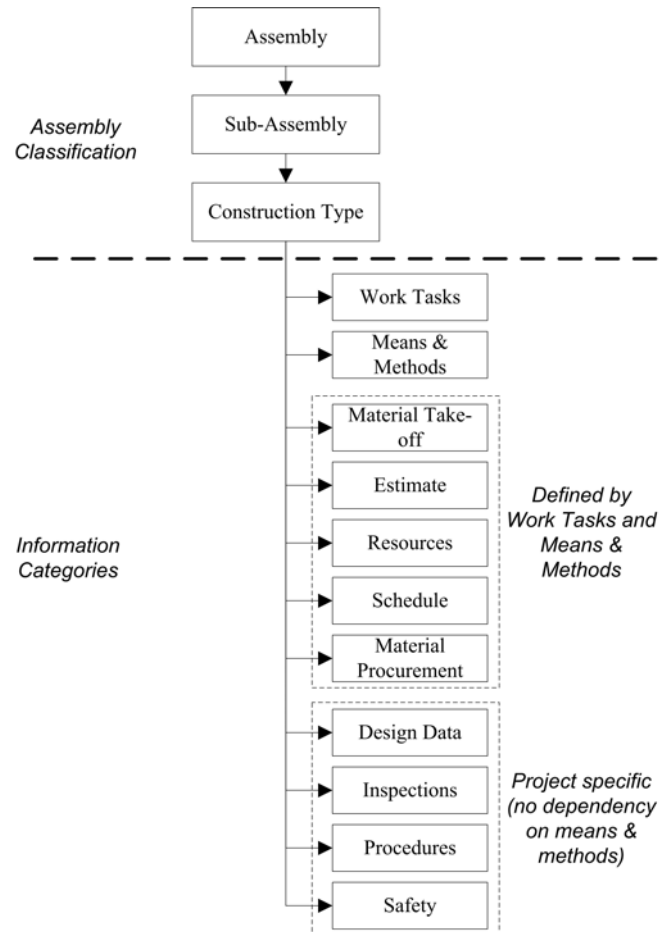 Assembly
Sub-Assembly
Assembly
Classification
Construction Type
Work Tasks
Means &
Methods
Material Take-
off
Estimate
Resources
Schedule
Material
Procurement
Defined by
Work Tasks and
Means &
Methods
Information
Categories
Design Data
Inspections
Procedures
Safety
Project specific
(no dependency
on means &
methods)